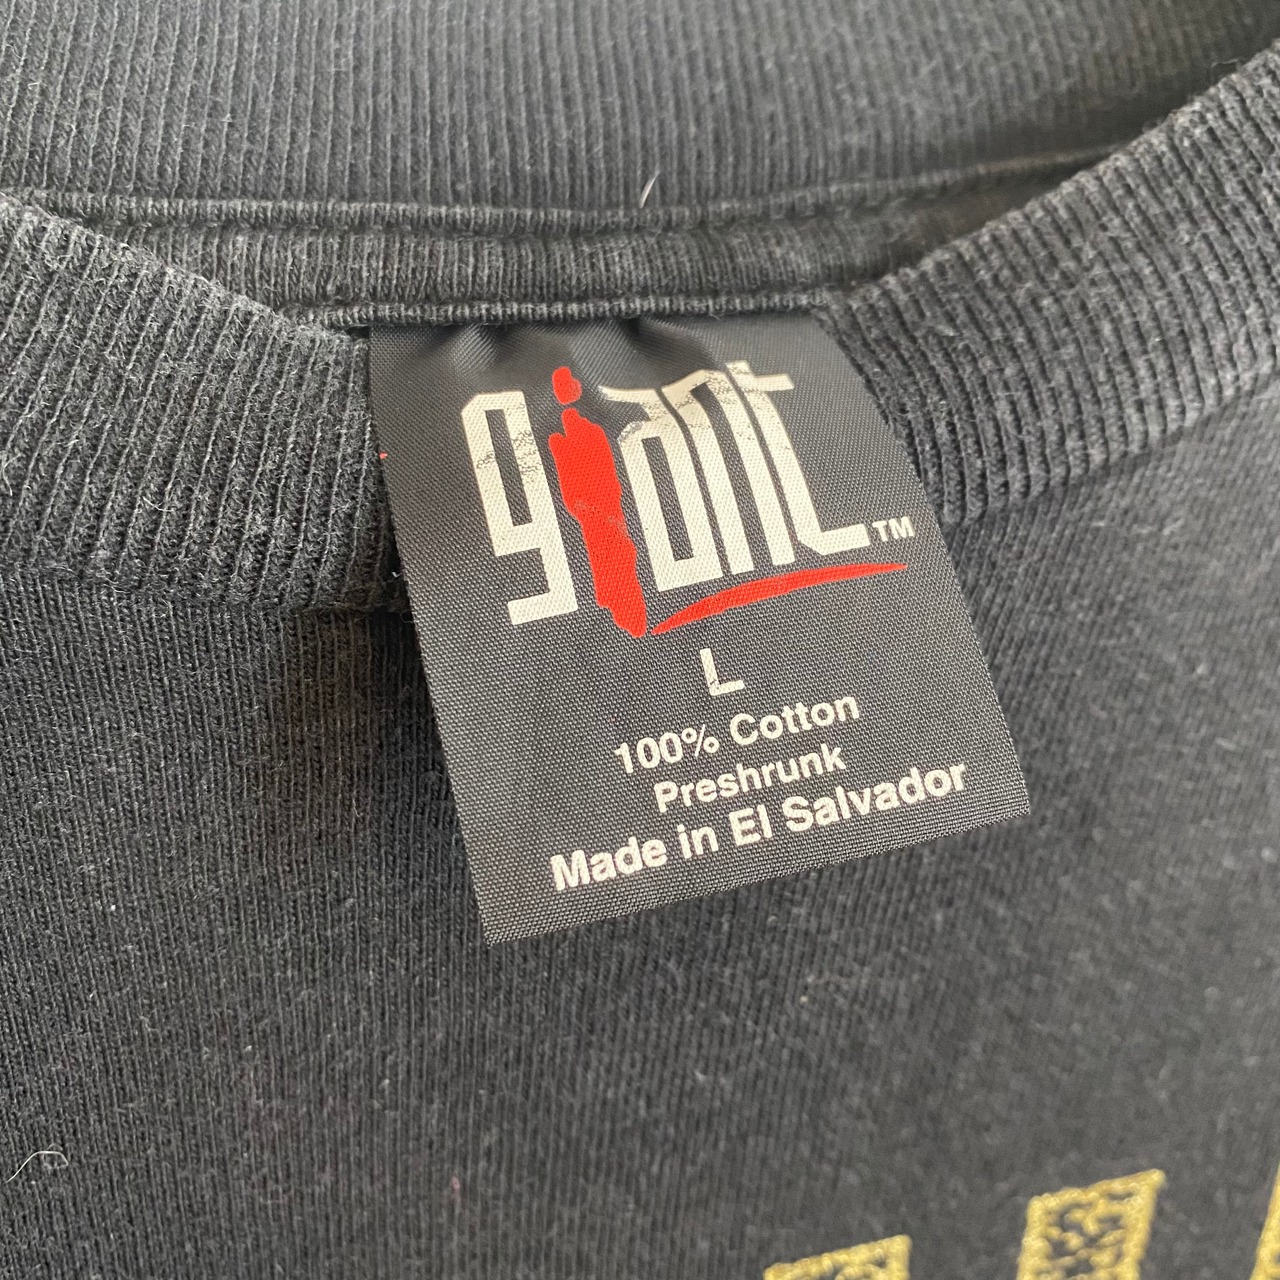 giant™
L
100% Cotton
Preshrunk
Made in El Salvador